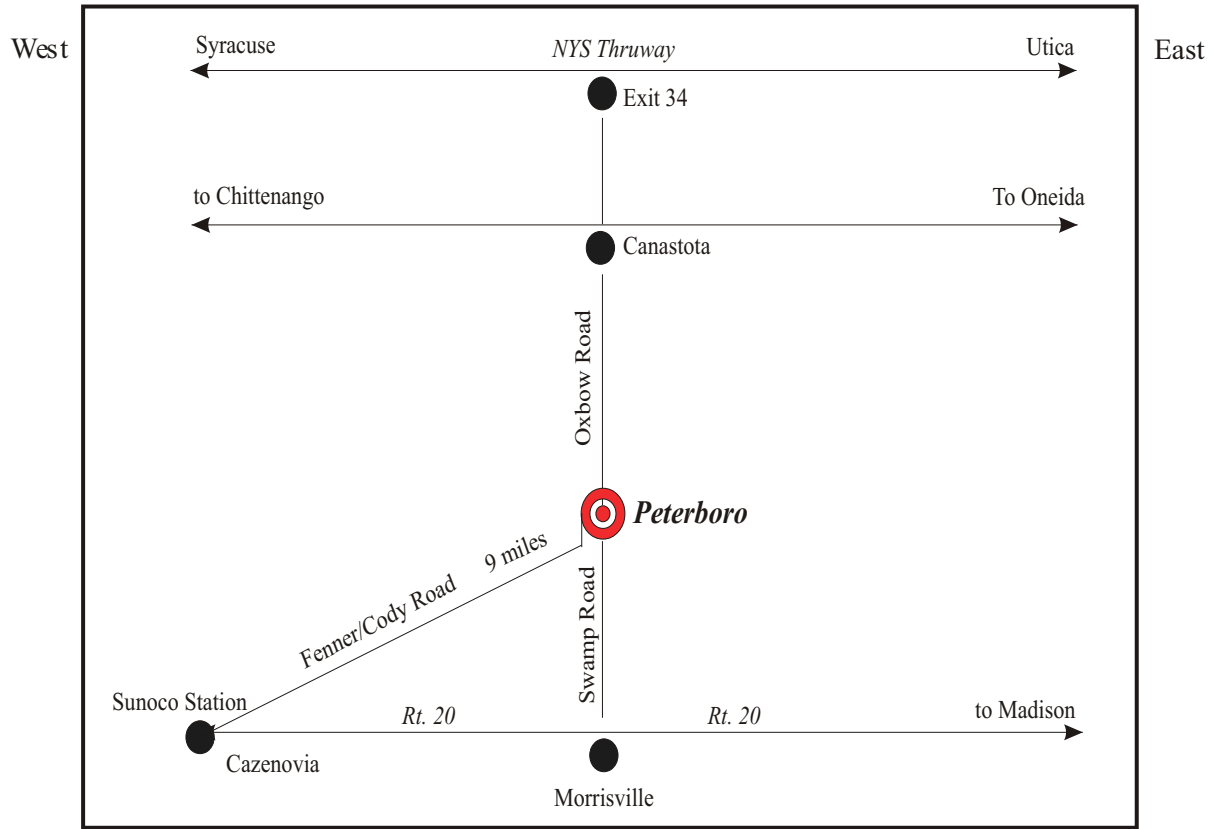 West
East
Syracuse
NYS Thruway
Utica
Exit 34
to Chittenango
To Oneida
Canastota
Oxbow Road
Peterboro
9 miles
Fenner/Cody Road
Swamp Road
Sunoco Station
Rt. 20
Rt. 20
to Madison
Cazenovia
Morrisville